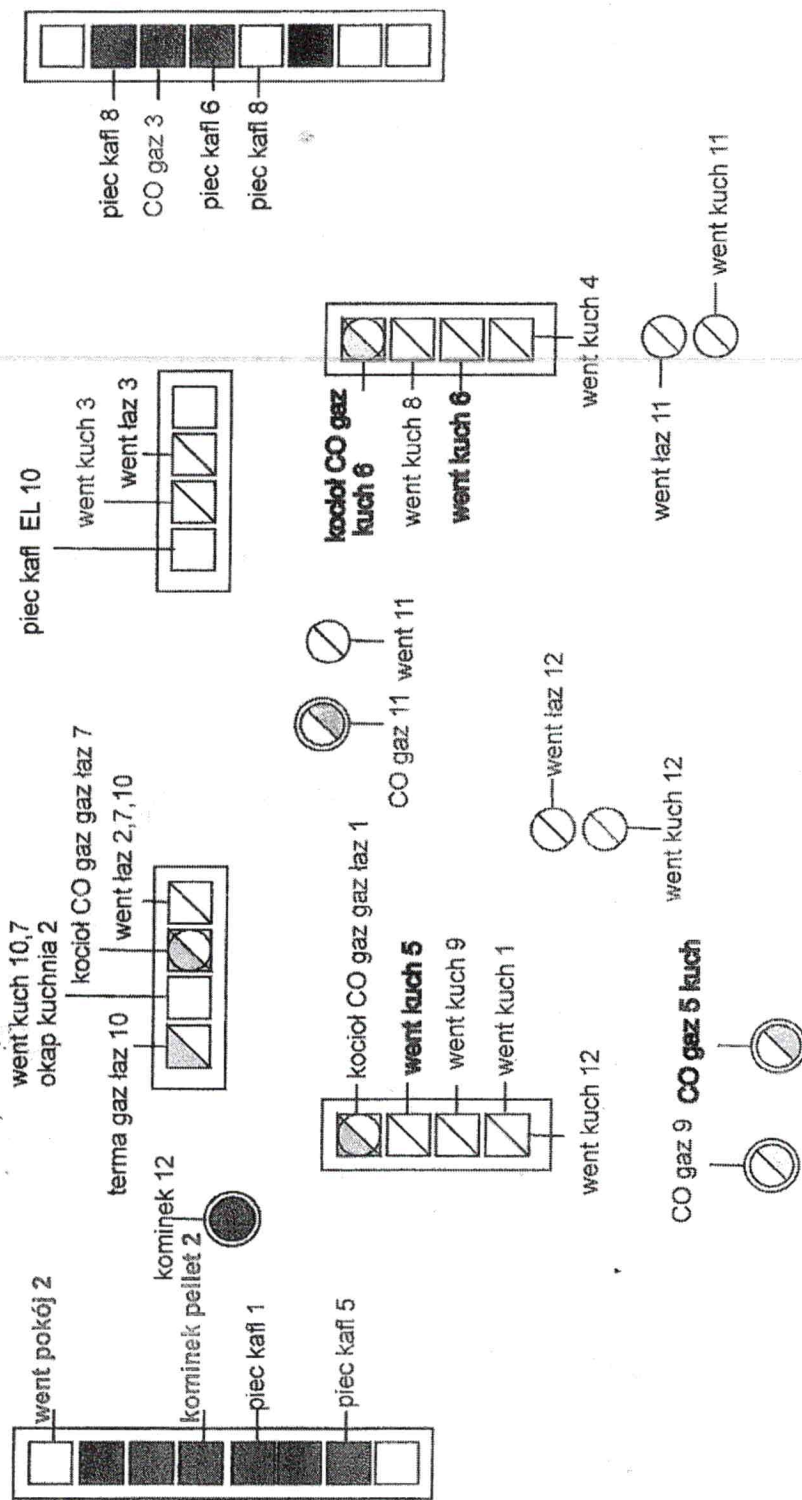 went pokój 2
kominek pellet 2
piec kafl 1
piec kafl 5
kominek 12
went kuch 10,7
okap kuchnia 2
kocioł CO gaz gaz łaz 7
went łaz 2,7,10
terma gaz łaz 10
kocioł CO gaz gaz łaz 1
went kuch 5
went kuch 9
went kuch 1
went kuch 12
CO gaz 9
CO gaz 5 kuch
went łaz 12
went kuch 12
CO gaz 11
went 11
piec kafl EL 10
went kuch 3
went łaz 3
kocioł CO gaz
kuch 6
went kuch 8
went kuch 6
went kuch 4
went łaz 11
went kuch 11
piec kafl 8
CO gaz 3
piec kafl 6
piec kafl 8